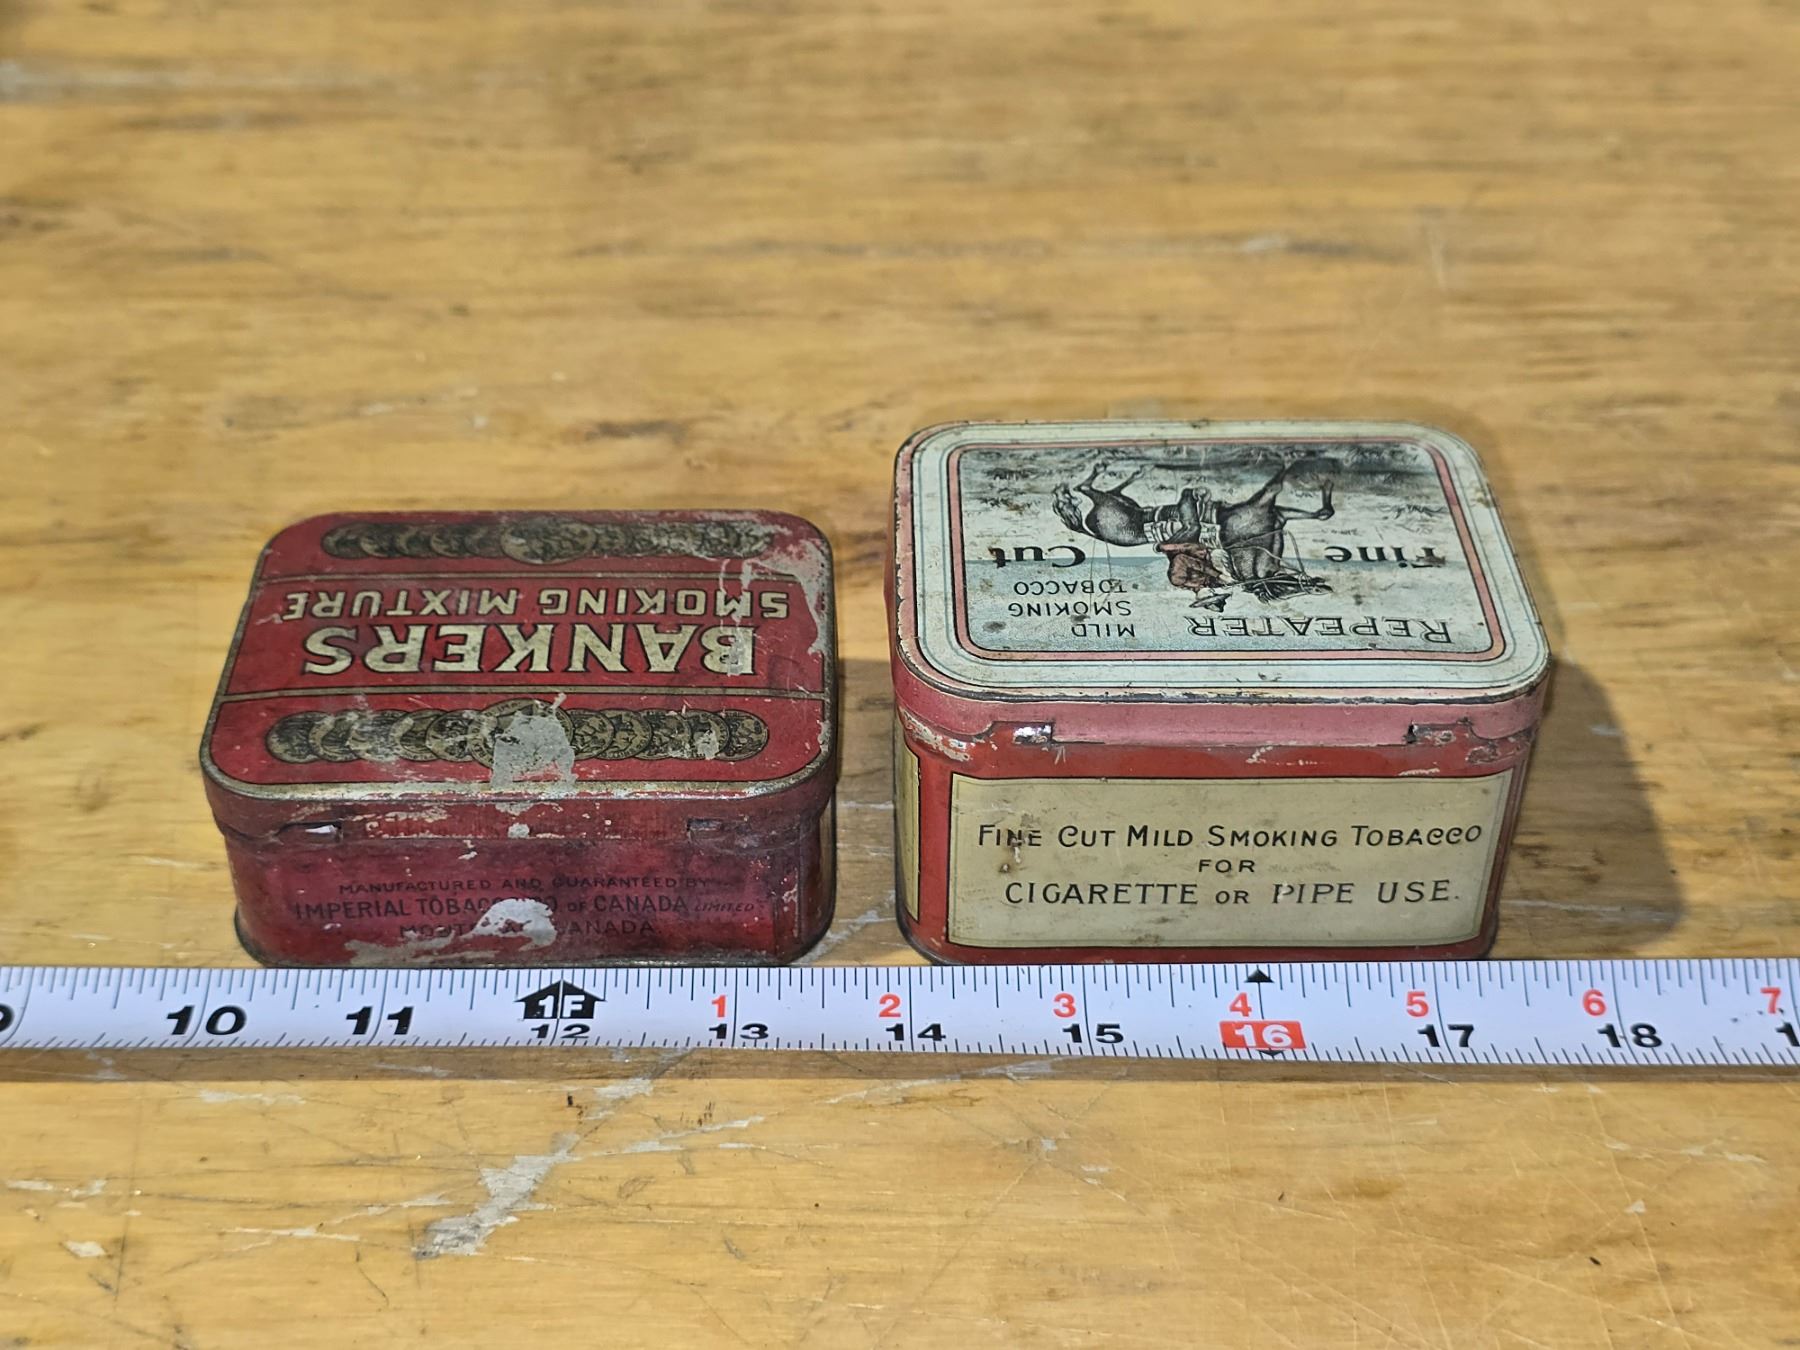 BANKERS
SMOKING MIXTURE
MANUFACTURED AND GUARANTEED BY
IMPERIAL TOBACCO CO. OF CANADA LIMITED
MONTREAL CANADA.
REPEATER
MILD
SMOKING
TOBACCO
Fine Cut
FINE CUT MILD SMOKING TOBACCO
FOR
CIGARETTE OR PIPE USE.
1F 1 2 3 4 5 6 7
10 11 12 13 14 15 16 17 18